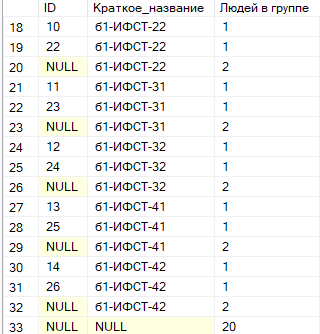 ID Краткое_название Людей в группе
18 10 б1-ИФСТ-22 1
19 22 б1-ИФСТ-22 1
20 NULL б1-ИФСТ-22 2
21 11 б1-ИФСТ-31 1
22 23 б1-ИФСТ-31 1
23 NULL б1-ИФСТ-31 2
24 12 б1-ИФСТ-32 1
25 24 б1-ИФСТ-32 1
26 NULL б1-ИФСТ-32 2
27 13 б1-ИФСТ-41 1
28 25 б1-ИФСТ-41 1
29 NULL б1-ИФСТ-41 2
30 14 б1-ИФСТ-42 1
31 26 б1-ИФСТ-42 1
32 NULL б1-ИФСТ-42 2
33 NULL NULL 20